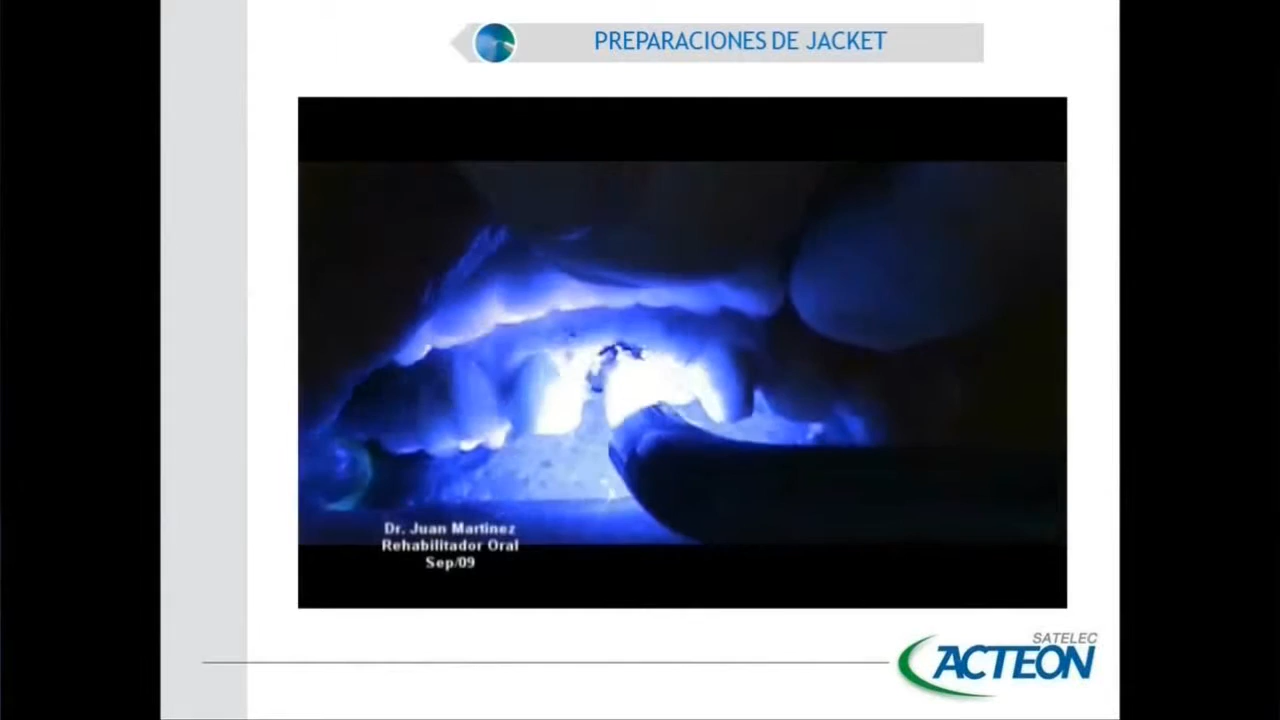 PREPARACIONES DE JACKET
Dr. Juan Martinez
Rehabilitador Oral
Sep/09
SATELEC
ACTEON